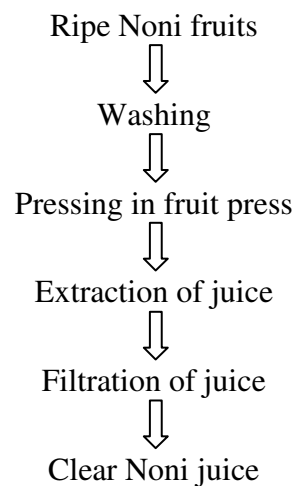 Ripe Noni fruits
Washing
Pressing in fruit press
Extraction of juice
Filtration of juice
Clear Noni juice